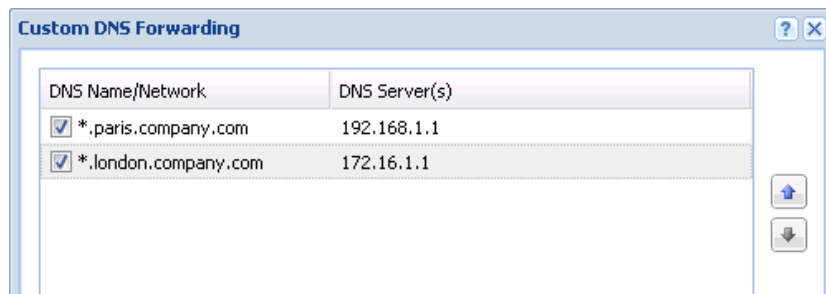 Custom DNS Forwarding
DNS Name/Network DNS Server(s)
*.paris.company.com 192.168.1.1
*.london.company.com 172.16.1.1